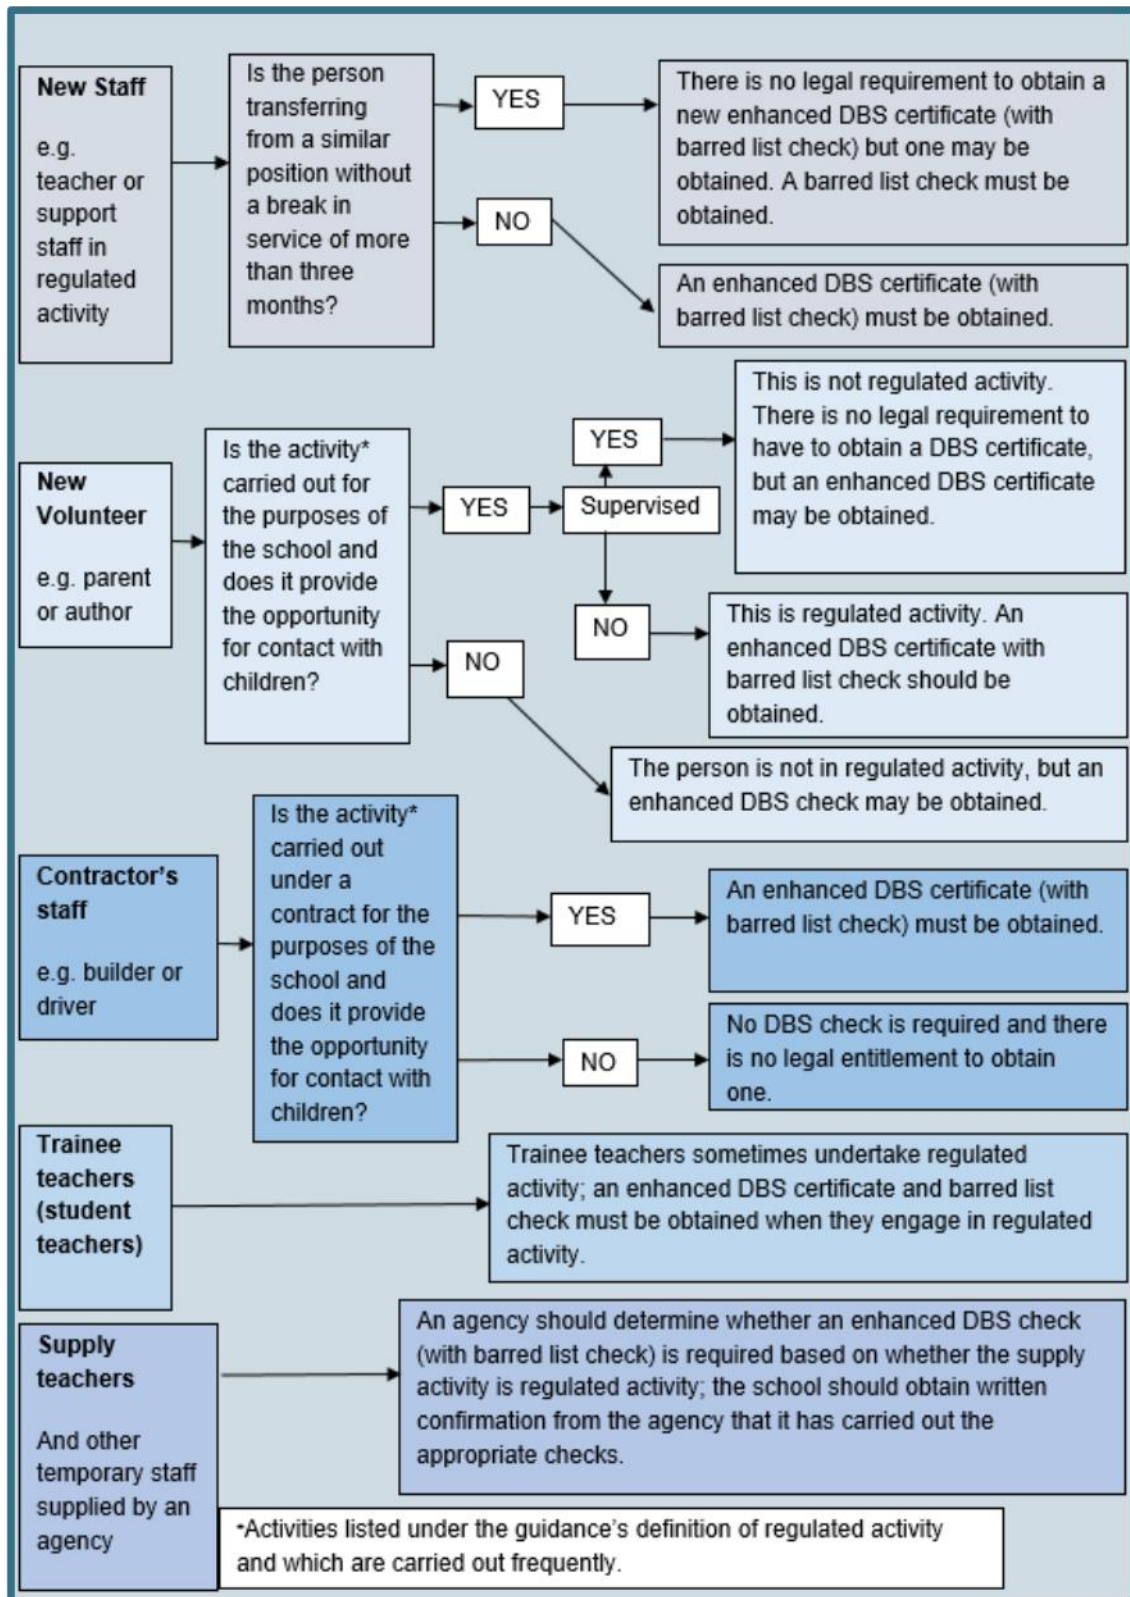 New Staff
e.g.
teacher or
support
staff in
regulated
activity
Is the person
transferring
from a similar
position without
a break in
service of more
than three
months?
YES
There is no legal requirement to obtain a
new enhanced DBS certificate (with
barred list check) but one may be
obtained. A barred list check must be
obtained.
NO
An enhanced DBS certificate (with
barred list check) must be obtained.
New
Volunteer
e.g. parent
or author
Is the activity*
carried out for
the purposes of
the school and
does it provide
the opportunity
for contact with
children?
YES
Supervised
YES
This is not regulated activity.
There is no legal requirement to
have to obtain a DBS certificate,
but an enhanced DBS certificate
may be obtained.
NO
This is regulated activity. An
enhanced DBS certificate with
barred list check should be
obtained.
NO
The person is not in regulated activity, but an
enhanced DBS check may be obtained.
Contractor's
staff
e.g. builder or
driver
Is the activity*
carried out
under a
contract for the
purposes of the
school and
does it provide
the opportunity
for contact with
children?
YES
An enhanced DBS certificate (with
barred list check) must be obtained.
NO
No DBS check is required and there
is no legal entitlement to obtain
one.
Trainee
teachers
(student
teachers)
Trainee teachers sometimes undertake regulated
activity; an enhanced DBS certificate and barred list
check must be obtained when they engage in regulated
activity.
Supply
teachers
And other
temporary staff
supplied by an
agency
An agency should determine whether an enhanced DBS check
(with barred list check) is required based on whether the supply
activity is regulated activity; the school should obtain written
confirmation from the agency that it has carried out the
appropriate checks.
*Activities listed under the guidance's definition of regulated activity
and which are carried out frequently.